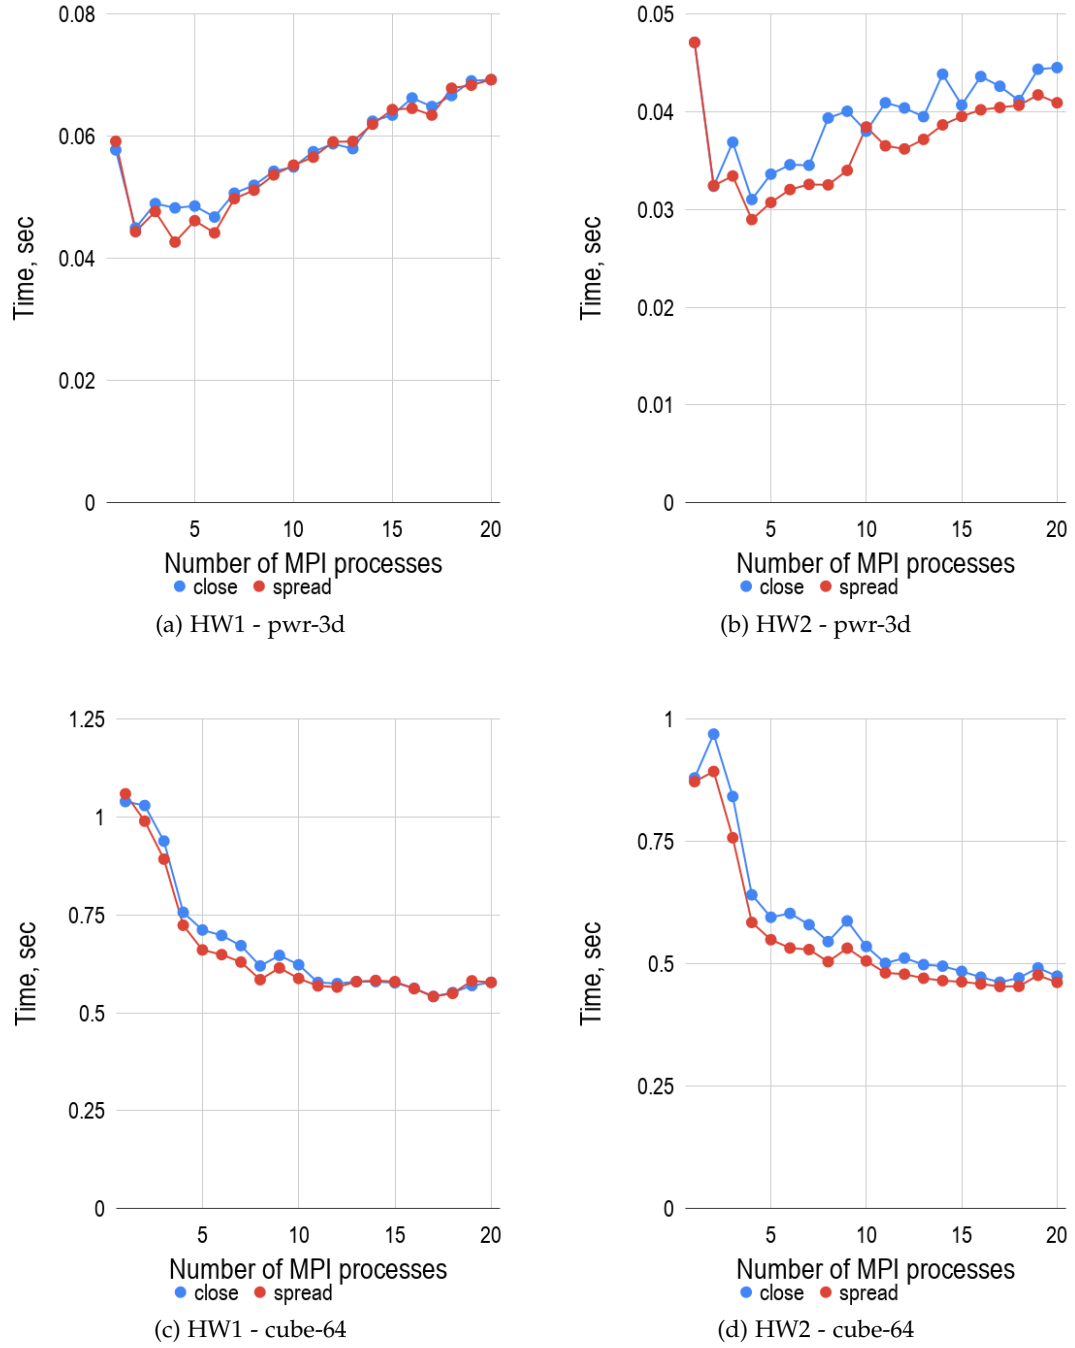 0.08
0.06
0.04
0.02
0
Time, sec
5 10 15 20
Number of MPI processes
close spread
(a) HW1 - pwr-3d
0.05
0.04
0.03
0.02
0.01
0
Time, sec
5 10 15 20
Number of MPI processes
close spread
(b) HW2 - pwr-3d
1.25
1
0.75
0.5
0.25
0
Time, sec
5 10 15 20
Number of MPI processes
close spread
(c) HW1 - cube-64
1
0.75
0.5
0.25
0
Time, sec
5 10 15 20
Number of MPI processes
close spread
(d) HW2 - cube-64